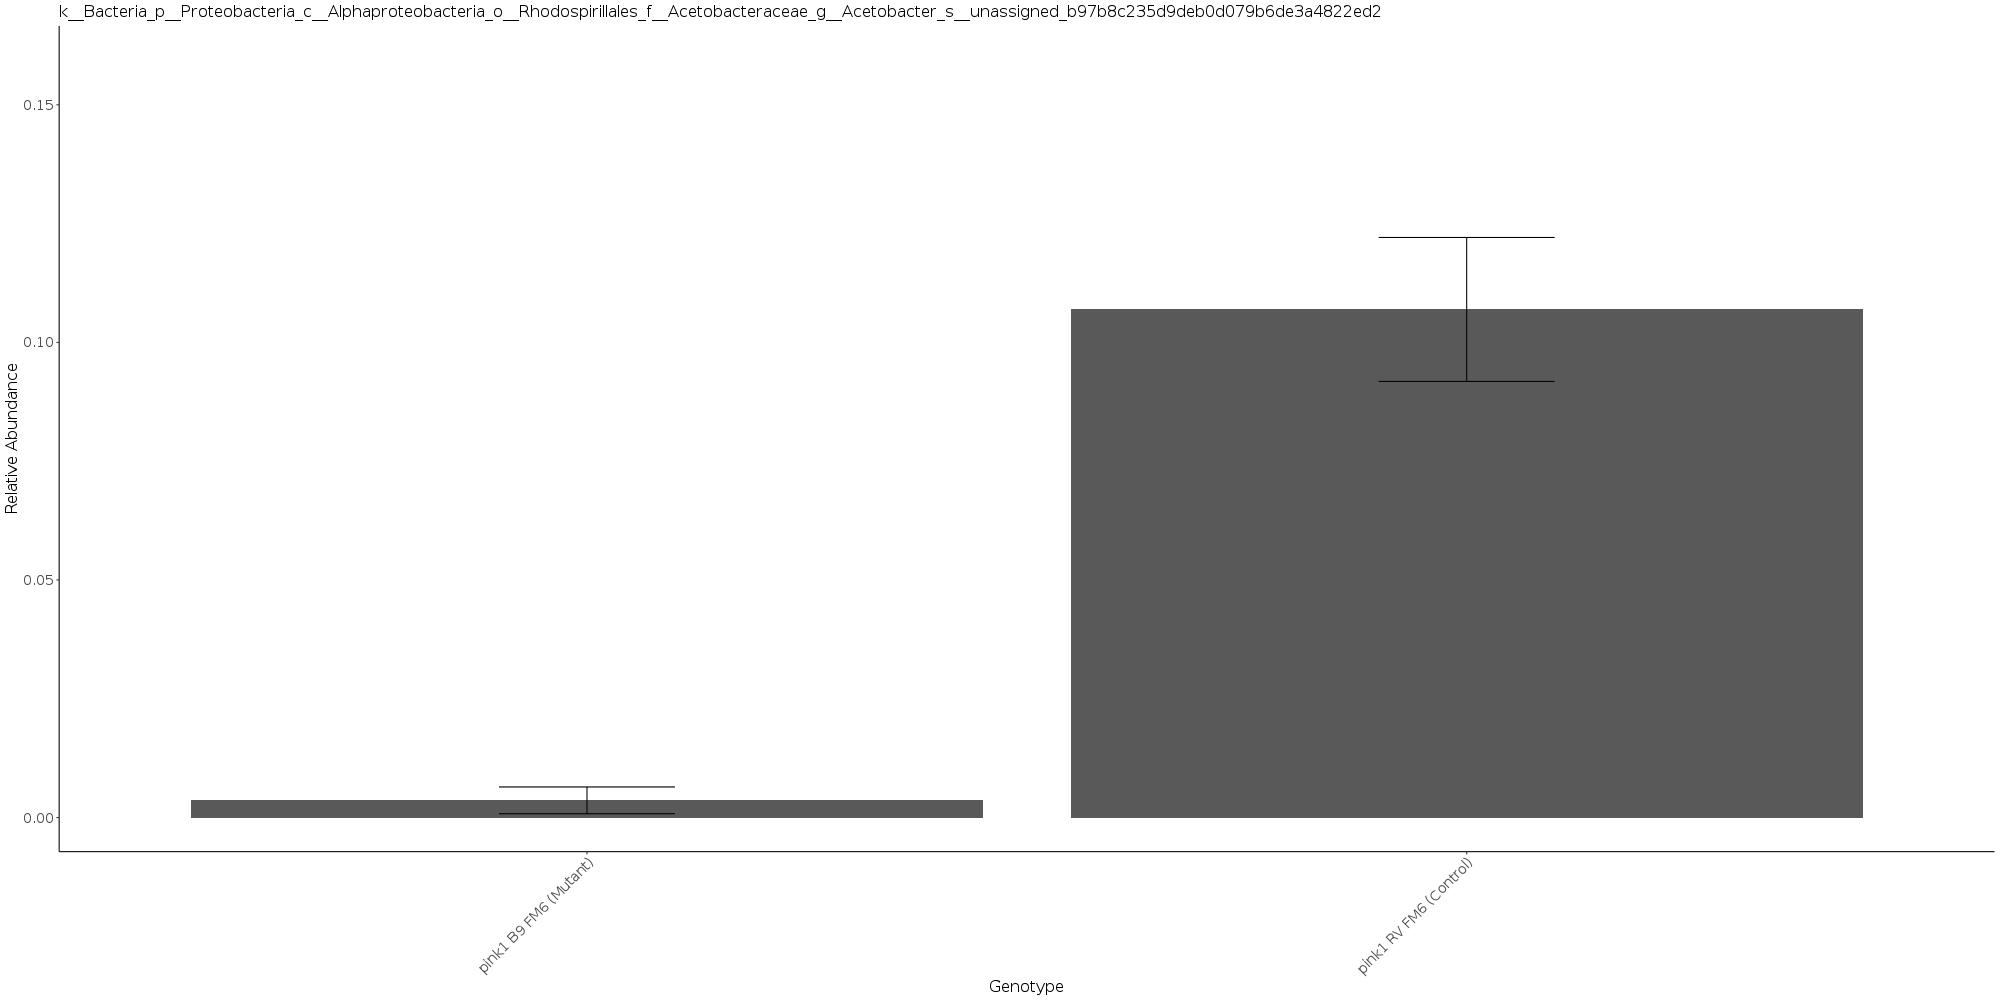 k__Bacteria_p__Proteobacteria_c__Alphaproteobacteria_o__Rhodospirillales_f__Acetobacteraceae_g__Acetobacter_s__unassigned_b97b8c235d9deb0d079b6de3a4822ed2
0.15
0.10
0.05
0.00
Relative Abundance
pink1 B9 FM6 (Mutant)
pink1 RV FM6 (Control)
Genotype